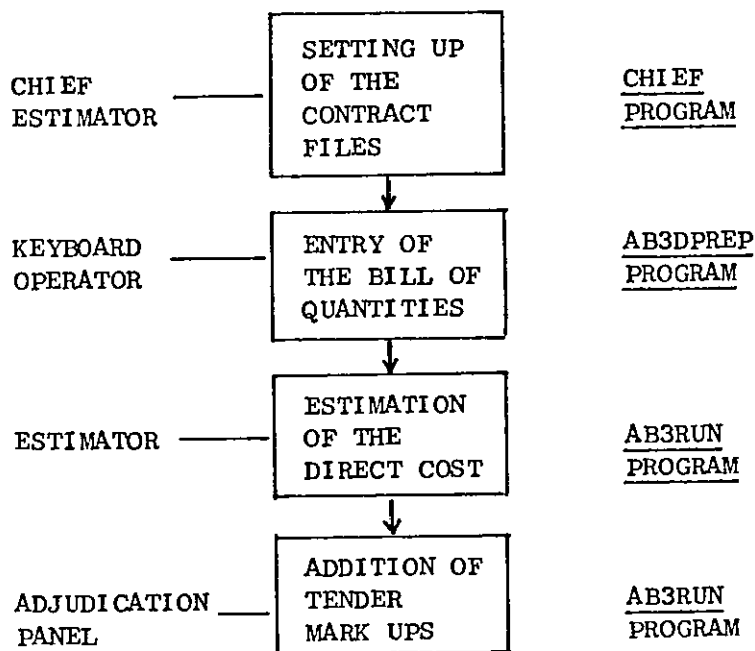 CHIEF
ESTIMATOR
SETTING UP
OF THE
CONTRACT
FILES
CHIEF
PROGRAM
KEYBOARD
OPERATOR
ENTRY OF
THE BILL OF
QUANTITIES
AB3DPREP
PROGRAM
ESTIMATOR
ESTIMATION
OF THE
DIRECT COST
AB3RUN
PROGRAM
ADJUDICATION
PANEL
ADDITION OF
TENDER
MARK UPS
AB3RUN
PROGRAM